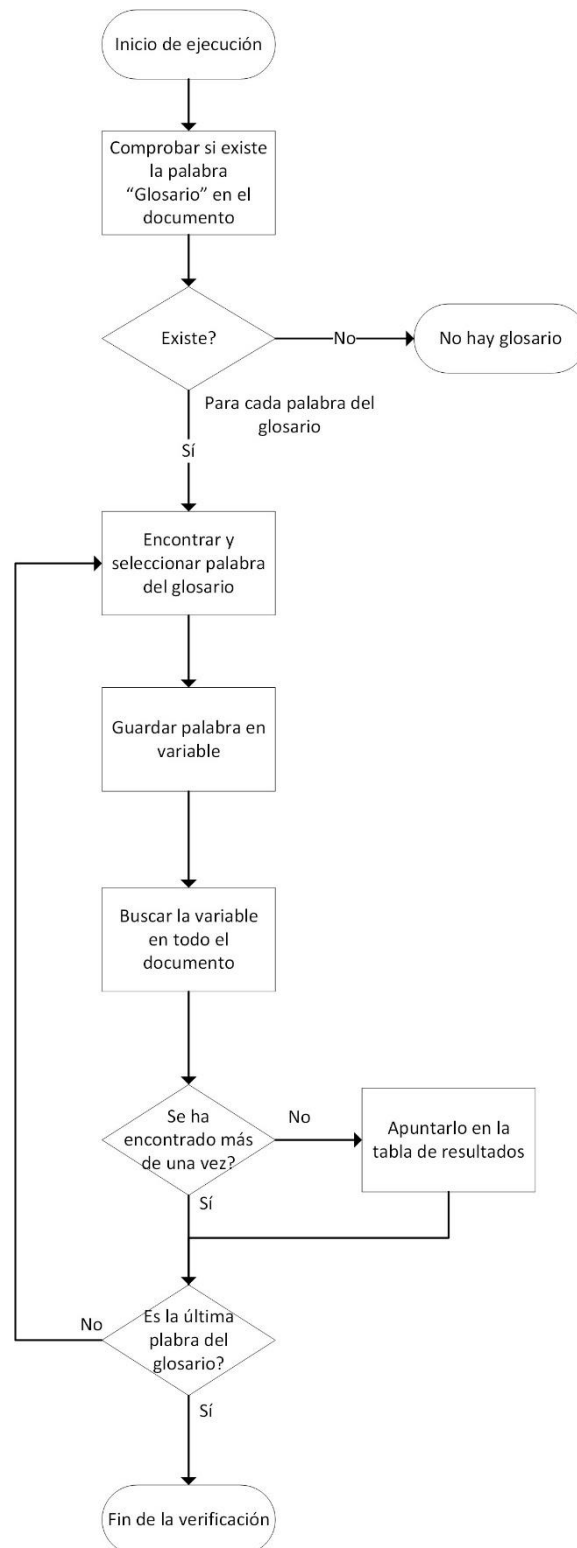 Inicio de ejecución
Comprobar si existe
la palabra
“Glosario” en el
documento
Existe?
No
No hay glosario
Para cada palabra del
glosario
Sí
Encontrar y
seleccionar palabra
del glosario
Guardar palabra en
variable
Buscar la variable
en todo el
documento
Se ha
encontrado más
de una vez?
No
Apuntarlo en la
tabla de resultados
Sí
Es la última
plabra del
glosario?
No
Sí
Fin de la verificación